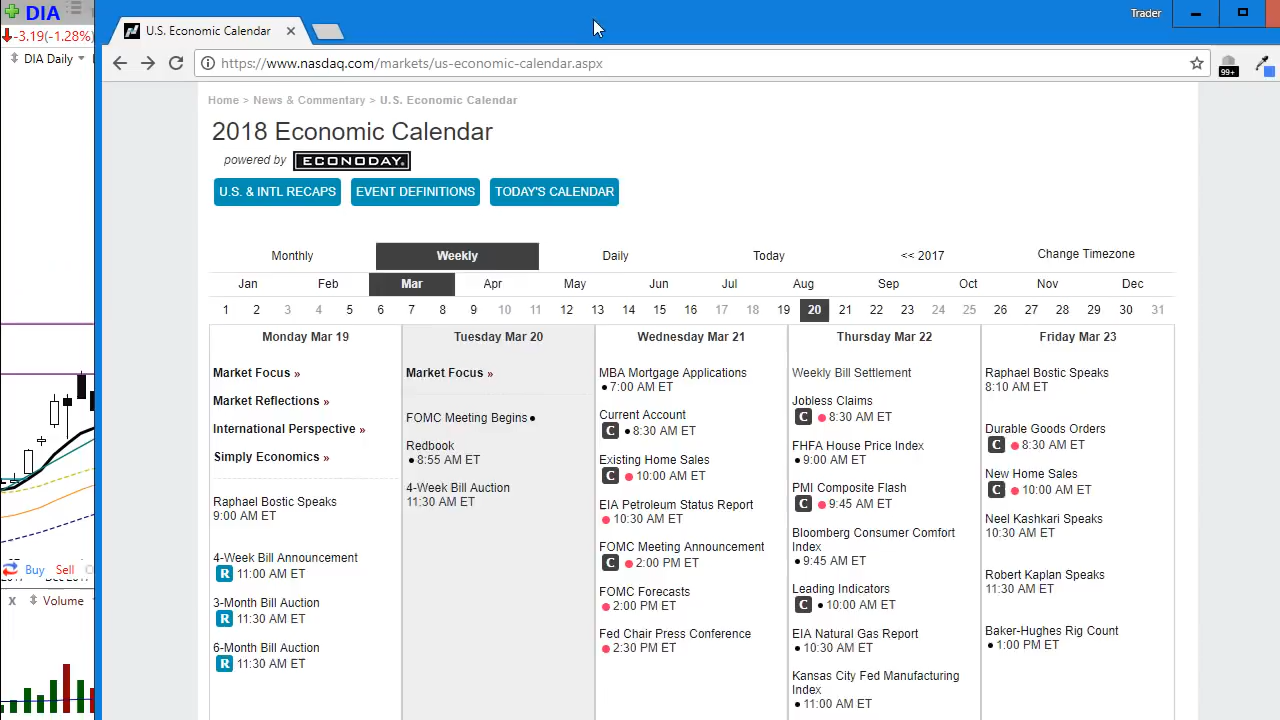 DIA
-3.19(-1.28%)
DIA Daily
Buy Sell
Volume
U.S. Economic Calendar
Trader
https://www.nasdaq.com/markets/us-economic-calendar.aspx
99+
Home > News & Commentary > U.S. Economic Calendar
2018 Economic Calendar
powered by ECONODAY
U.S. & INTL RECAPS EVENT DEFINITIONS TODAY'S CALENDAR
Monthly Weekly Daily Today << 2017 Change Timezone
Jan Feb Mar Apr May Jun Jul Aug Sep Oct Nov Dec
1 2 3 4 5 6 7 8 9 10 11 12 13 14 15 16 17 18 19 20 21 22 23 24 25 26 27 28 29 30 31
Monday Mar 19
Market Focus »
Market Reflections »
International Perspective »
Simply Economics »
Raphael Bostic Speaks
9:00 AM ET
4-Week Bill Announcement
R 11:00 AM ET
3-Month Bill Auction
R 11:30 AM ET
6-Month Bill Auction
R 11:30 AM ET
Tuesday Mar 20
Market Focus »
FOMC Meeting Begins
Redbook
8:55 AM ET
4-Week Bill Auction
11:30 AM ET
Wednesday Mar 21
MBA Mortgage Applications
7:00 AM ET
Current Account
C 8:30 AM ET
Existing Home Sales
C 10:00 AM ET
EIA Petroleum Status Report
10:30 AM ET
FOMC Meeting Announcement
C 2:00 PM ET
FOMC Forecasts
2:00 PM ET
Fed Chair Press Conference
2:30 PM ET
Thursday Mar 22
Weekly Bill Settlement
Jobless Claims
C 8:30 AM ET
FHFA House Price Index
9:00 AM ET
PMI Composite Flash
C 9:45 AM ET
Bloomberg Consumer Comfort
Index
9:45 AM ET
Leading Indicators
C 10:00 AM ET
EIA Natural Gas Report
10:30 AM ET
Kansas City Fed Manufacturing
Index
11:00 AM ET
Friday Mar 23
Raphael Bostic Speaks
8:10 AM ET
Durable Goods Orders
C 8:30 AM ET
New Home Sales
C 10:00 AM ET
Neel Kashkari Speaks
10:30 AM ET
Robert Kaplan Speaks
11:30 AM ET
Baker-Hughes Rig Count
1:00 PM ET